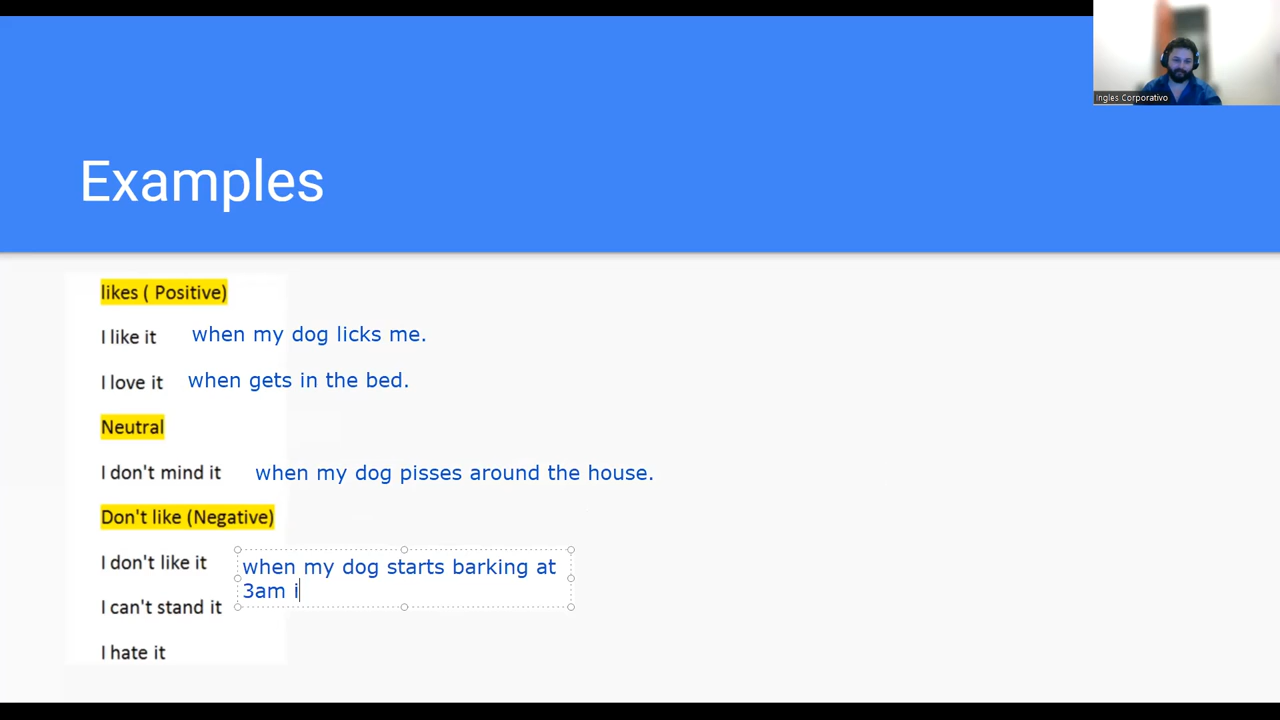 Ingles Corporativo
Examples
likes ( Positive)
I like it when my dog licks me.
I love it when gets in the bed.
Neutral
I don't mind it when my dog pisses around the house.
Don't like (Negative)
I don't like it when my dog starts barking at
3am i
I can't stand it
I hate it